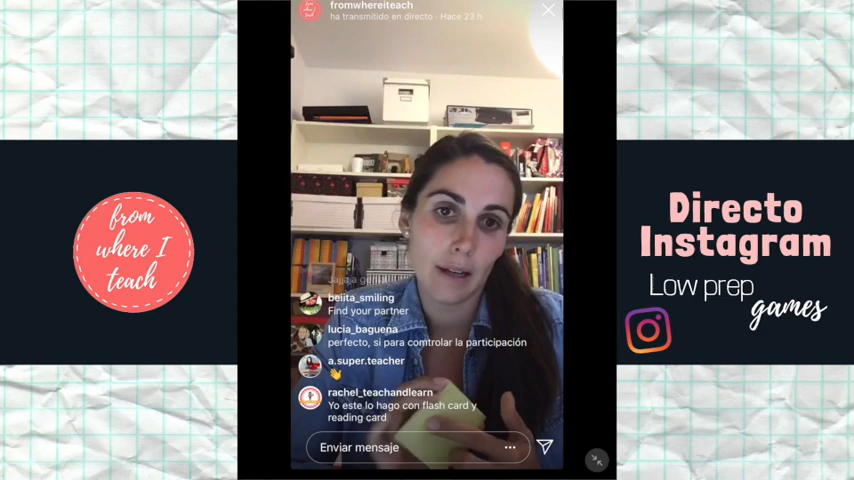 from
where I
teach
fromwhereiteach
ha transmitido en directo · Hace 23 h
Jajaja
beiita_smiling
Find your partner
lucia_baguena
perfecto, si para comtrolar la participación
a.super.teacher
rachel_teachandlearn
Yo este lo hago con flash card y
reading card
Enviar mensaje
Directo
Instagram
Low prep
games